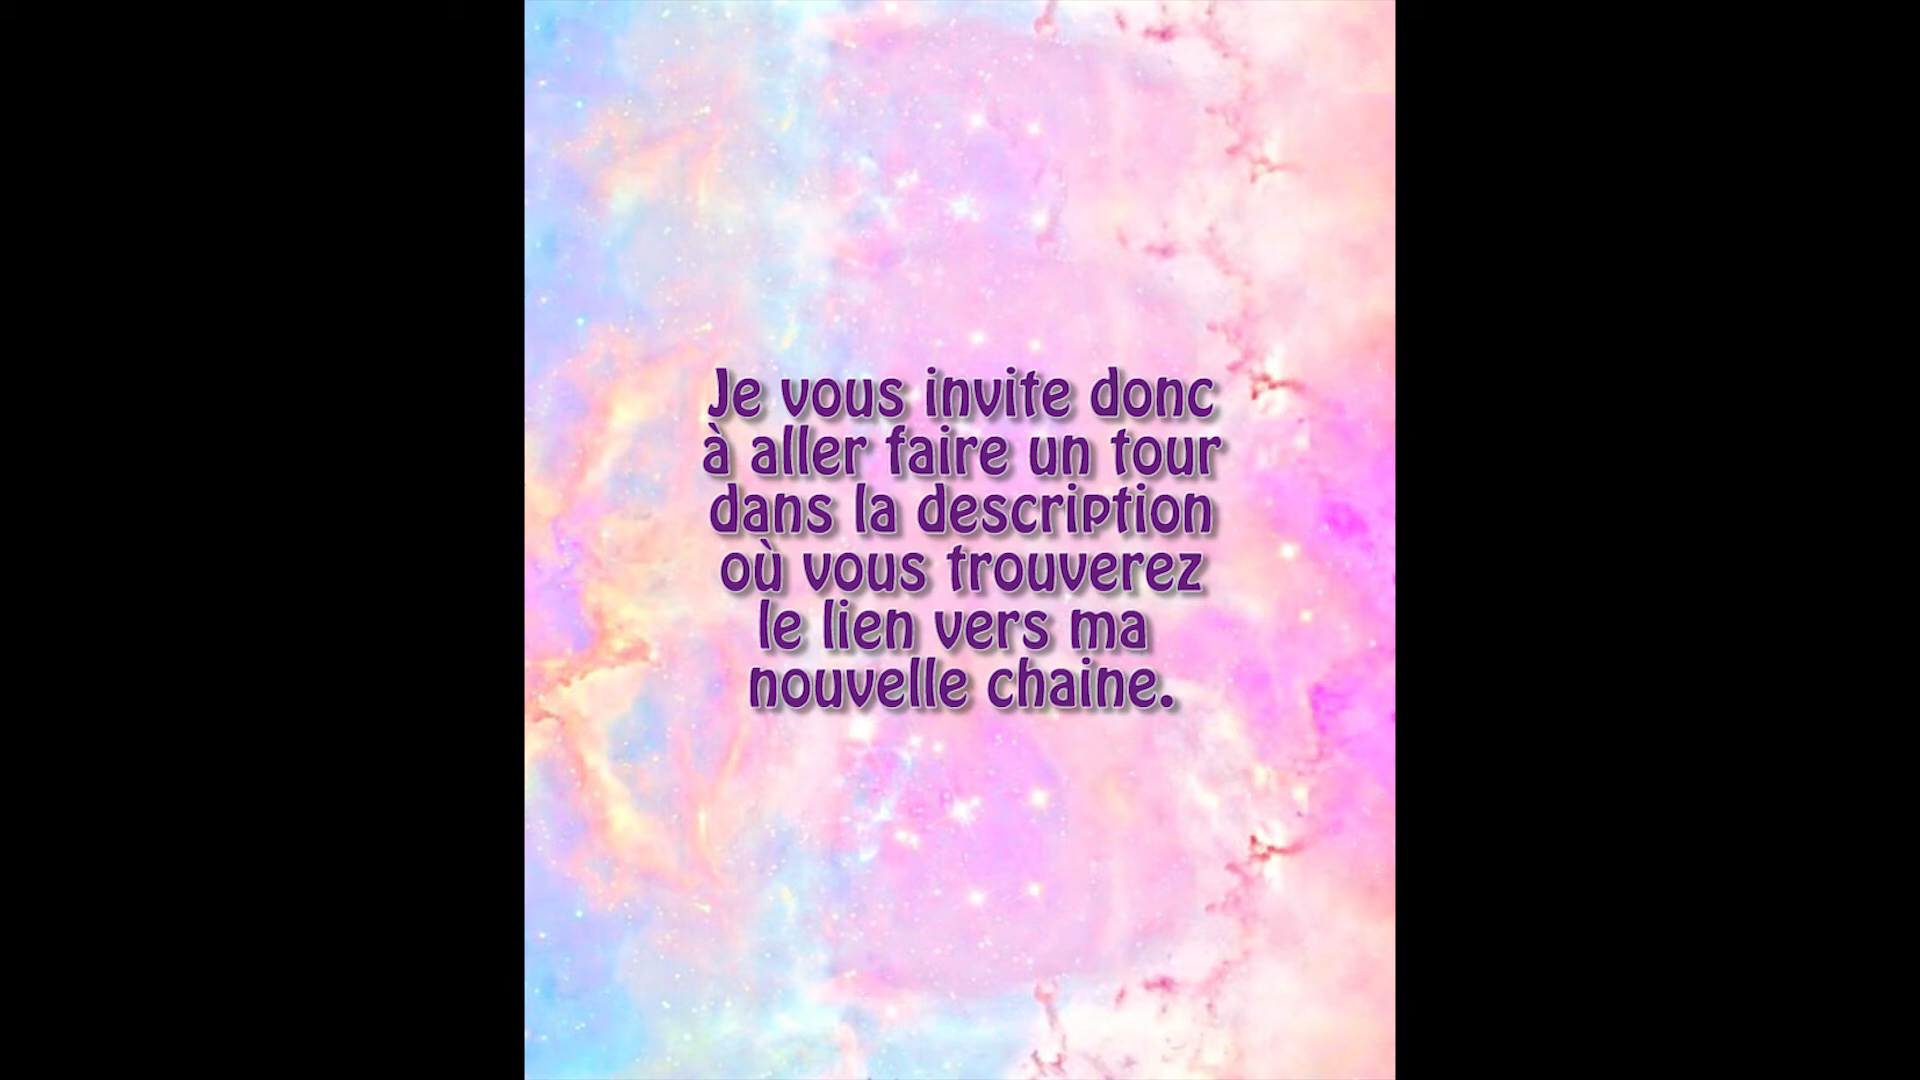 Je vous invite donc
à aller faire un tour
dans la description
où vous trouverez
le lien vers ma
nouvelle chaine.